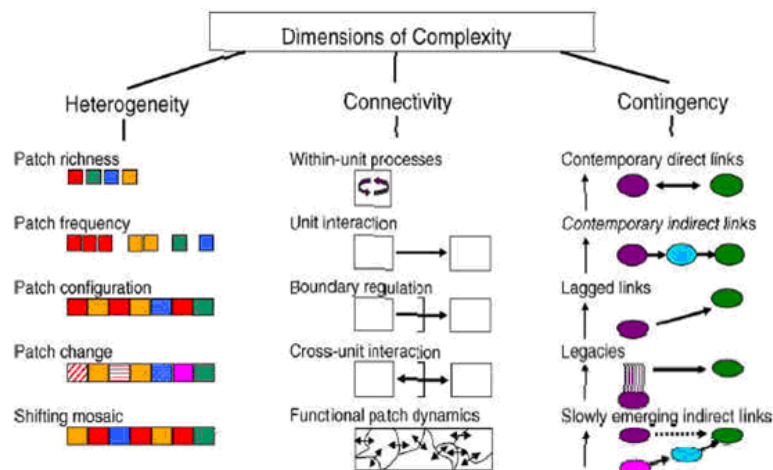 Dimensions of Complexity
Heterogeneity
Connectivity
Contingency
Patch richness
Within-unit processes
Contemporary direct links
Patch frequency
Unit interaction
Contemporary indirect links
Patch configuration
Boundary regulation
Lagged links
Patch change
Cross-unit interaction
Legacies
Shifting mosaic
Functional patch dynamics
Slowly emerging indirect links